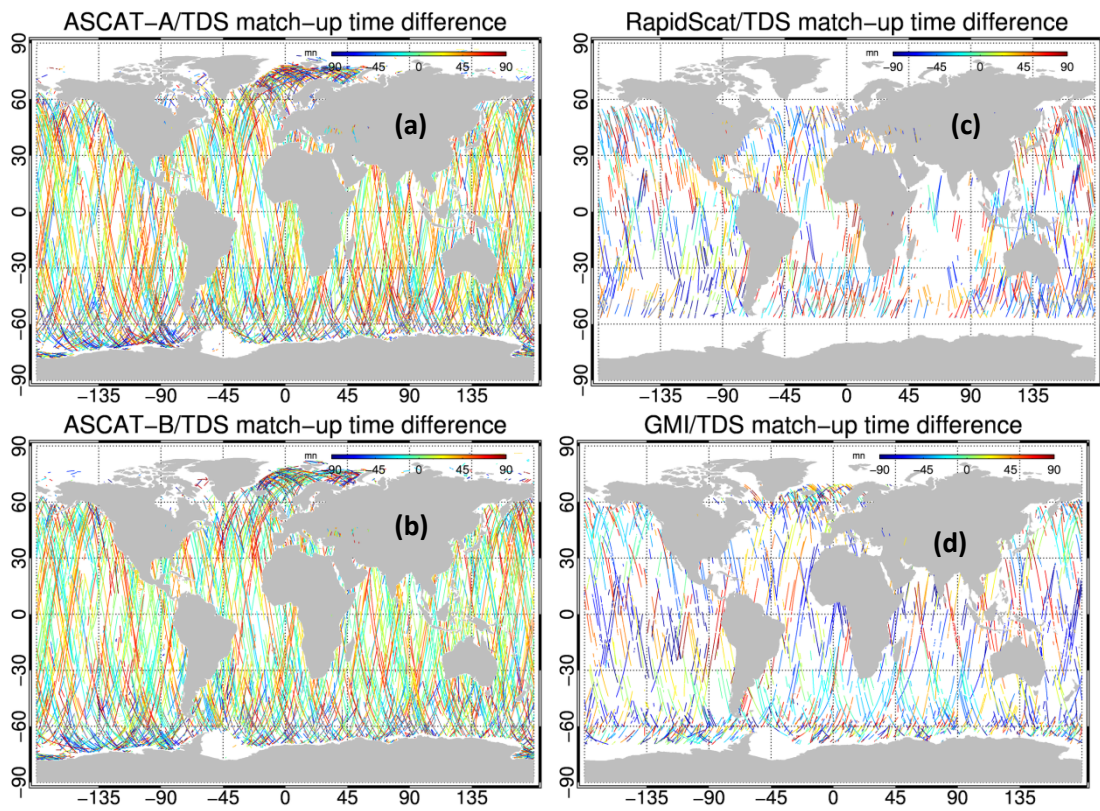 ASCAT−A/TDS match−up time difference
90
60
30
0
−30
−60
−90
mn
−90 −45 0 45 90
(a)
−135 −90 −45 0 45 90 135
RapidScat/TDS match−up time difference
90
60
30
0
−30
−60
−90
mn
−90 −45 0 45 90
(c)
−135 −90 −45 0 45 90 135
ASCAT−B/TDS match−up time difference
90
60
30
0
−30
−60
−90
mn
−90 −45 0 45 90
(b)
−135 −90 −45 0 45 90 135
GMI/TDS match−up time difference
90
60
30
0
−30
−60
−90
mn
−90 −45 0 45 90
(d)
−135 −90 −45 0 45 90 135